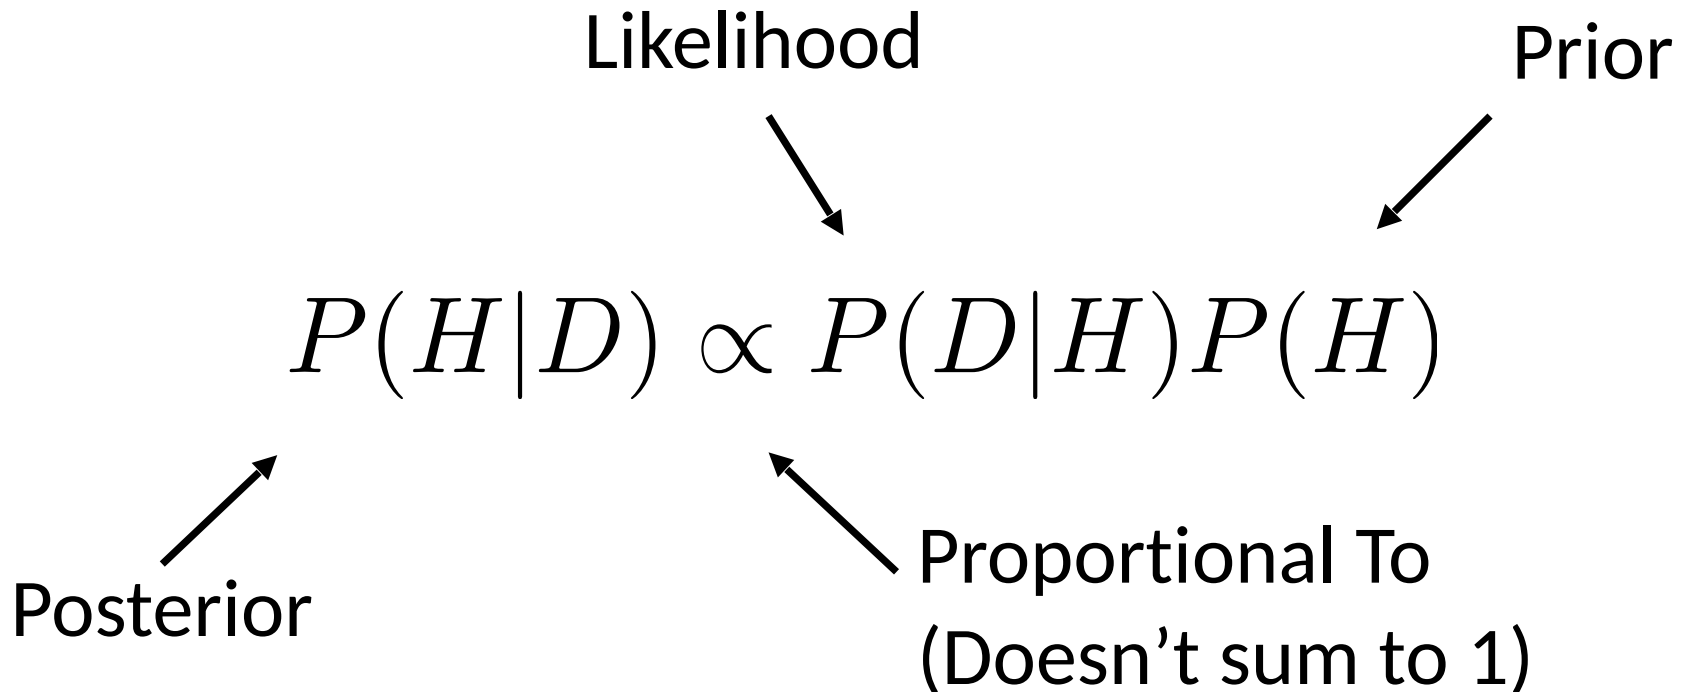 Likelihood
Prior
P(H|D) ∝ P(D|H)P(H)
Posterior
Proportional To
(Doesn’t sum to 1)